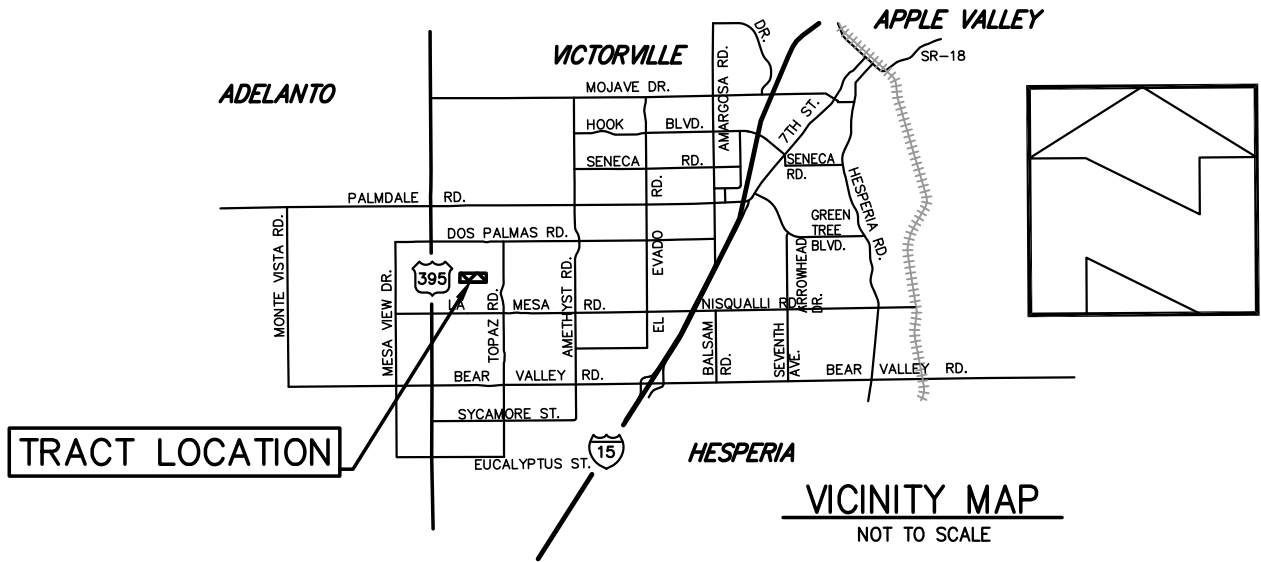 APPLE VALLEY
DR.
VICTORVILLE
SR-18
ADELANTO
MOJAVE DR.
AMARGOSA RD.
7TH ST.
HOOK BLVD.
SENECA RD.
SENECA
RD.
HESPERIA RD.
PALMDALE RD.
GREEN
TREE
BLVD.
MONTE VISTA RD.
DOS PALMAS RD.
EL EVADO RD.
ARROWHEAD
DR.
395
MESA VIEW DR.
TOPAZ RD.
AMETHYST RD.
LA MESA RD.
NISQUALLI RD.
BALSAM
RD.
SEVENTH
AVE.
BEAR VALLEY RD.
BEAR VALLEY RD.
SYCAMORE ST.
TRACT LOCATION
15
EUCALYPTUS ST.
HESPERIA
VICINITY MAP
NOT TO SCALE